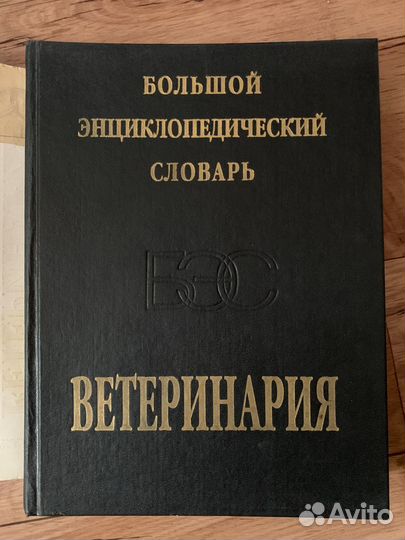 БОЛЬШОЙ
ЭНЦИКЛОПЕДИЧЕСКИЙ
СЛОВАРЬ
БЭС
ВЕТЕРИНАРИЯ
Avito